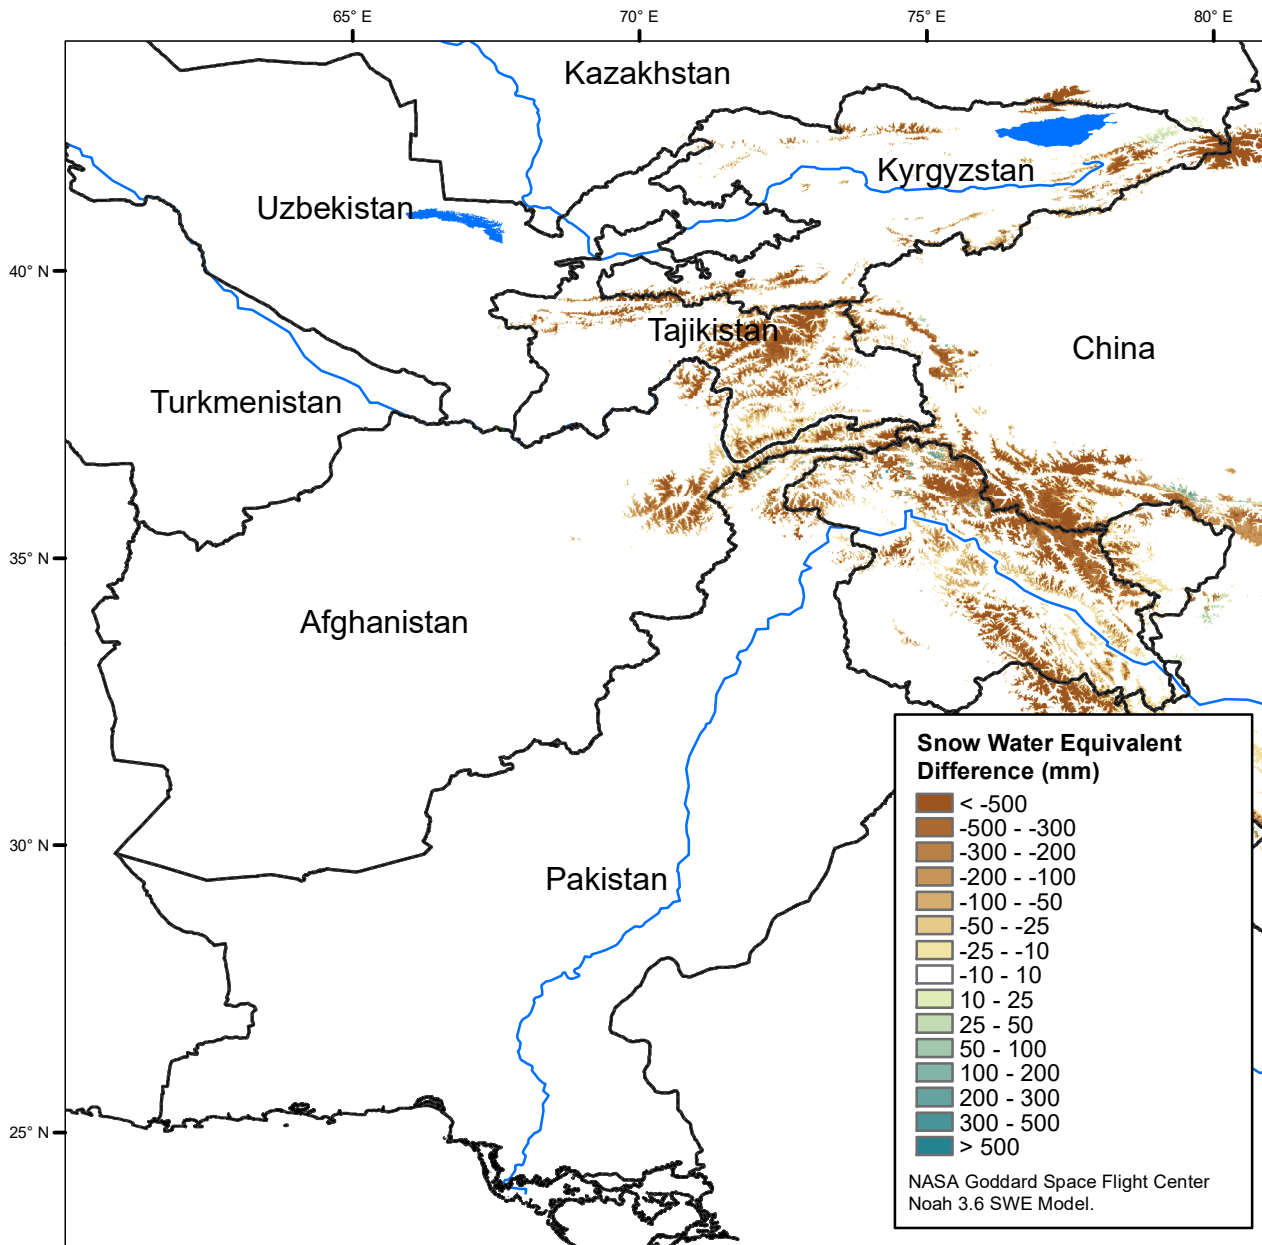 65° E
70° E
75° E
80° E
Kazakhstan
Kyrgyzstan
Uzbekistan
40° N
Tajikistan
China
Turkmenistan
35° N
Afghanistan
Snow Water Equivalent
Difference (mm)
< -500
-500 - -300
-300 - -200
-200 - -100
-100 - -50
-50 - -25
-25 - -10
-10 - 10
10 - 25
25 - 50
50 - 100
100 - 200
200 - 300
300 - 500
> 500
NASA Goddard Space Flight Center
Noah 3.6 SWE Model.
30° N
Pakistan
25° N